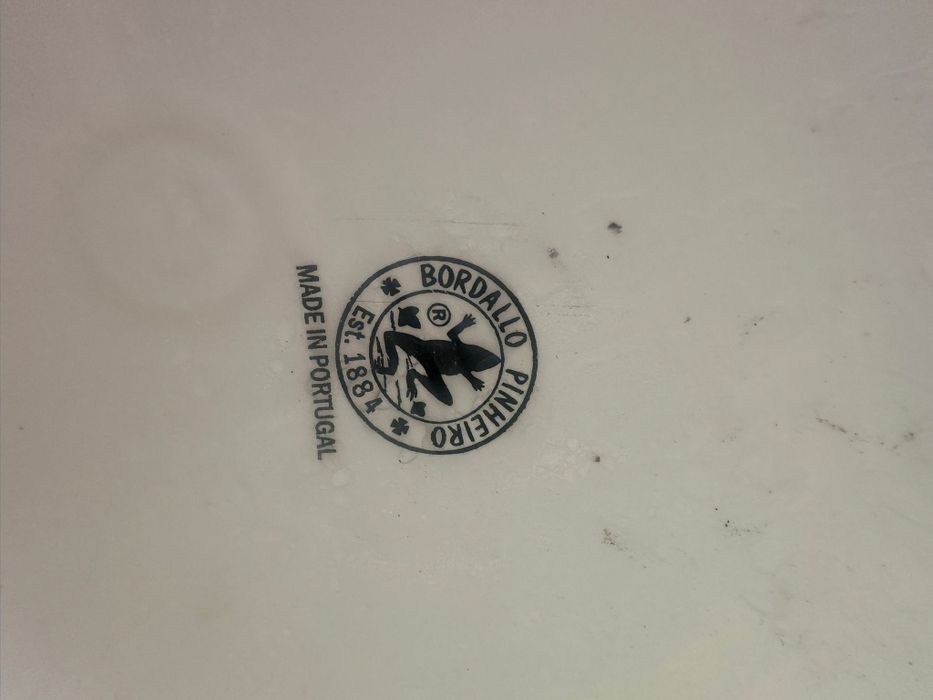 BORDALLO PINHEIRO
®
Est. 1884
MADE IN PORTUGAL